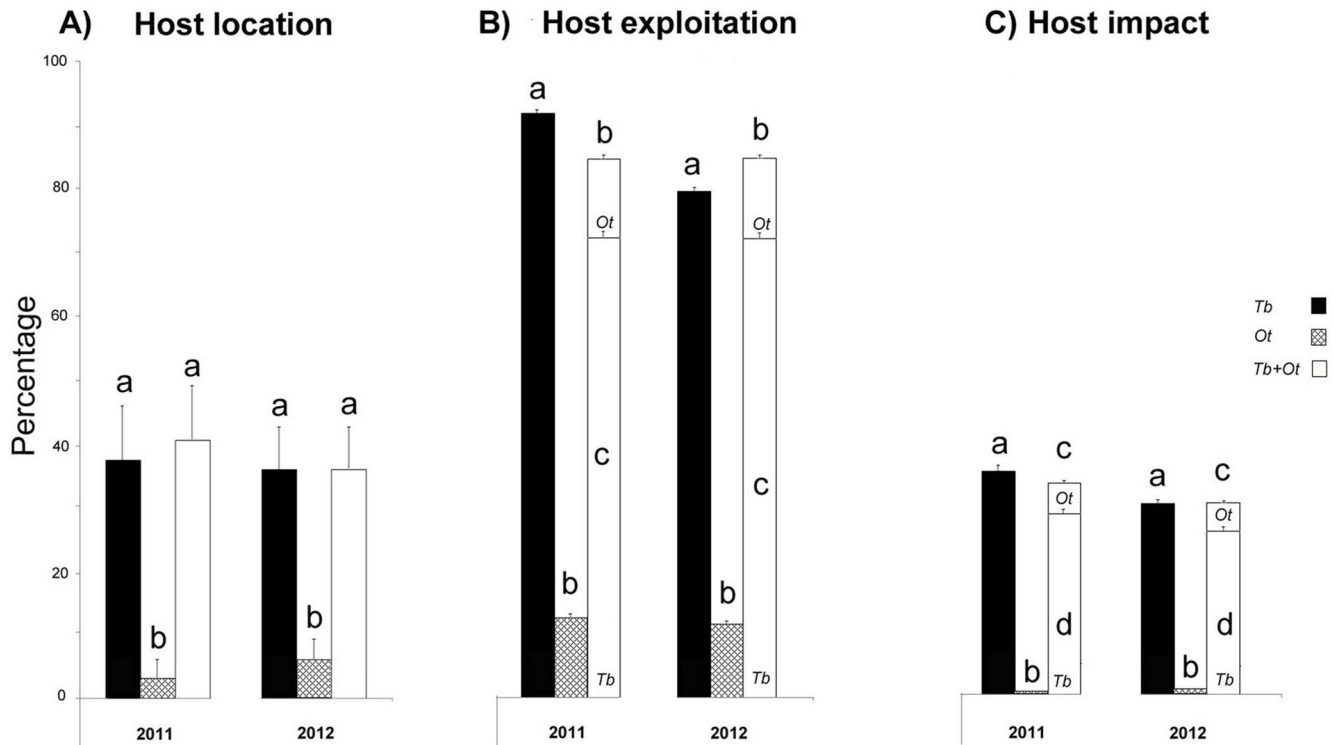 A) Host location
B) Host exploitation
C) Host impact
Percentage
100
80
60
40
20
0
a
b
a
a
b
a
2011
2012
a
b
b
Ot
c
Tb
a
b
b
Ot
c
Tb
2011
2012
a
b
c
Ot
d
Tb
a
b
c
Ot
d
Tb
2011
2012
Tb
Ot
Tb+Ot